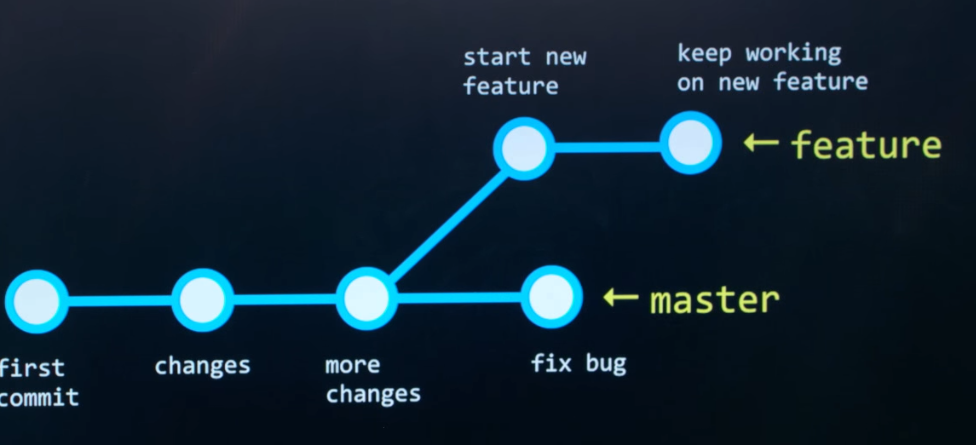 start new
feature
keep working
on new feature
← feature
← master
first
commit
changes
more
changes
fix bug